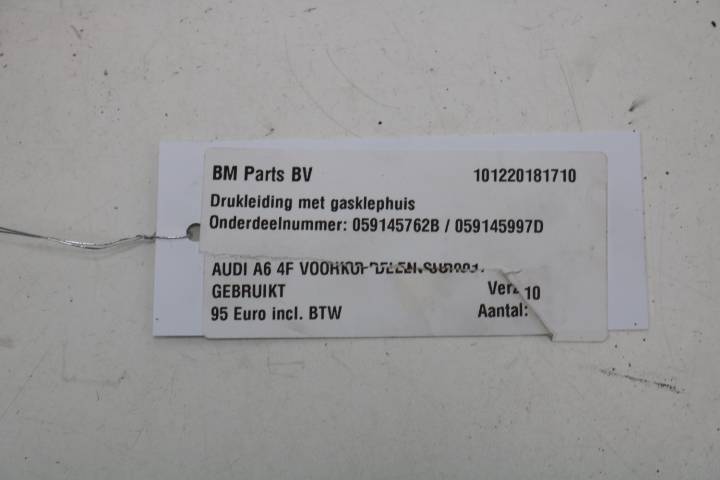 BM Parts BV 101220181710
Drukleiding met gasklephuis
Onderdeelnummer: 059145762B / 059145997D
AUDI A6 4F
GEBRUIKT 10
95 Euro incl. BTW Aantal: